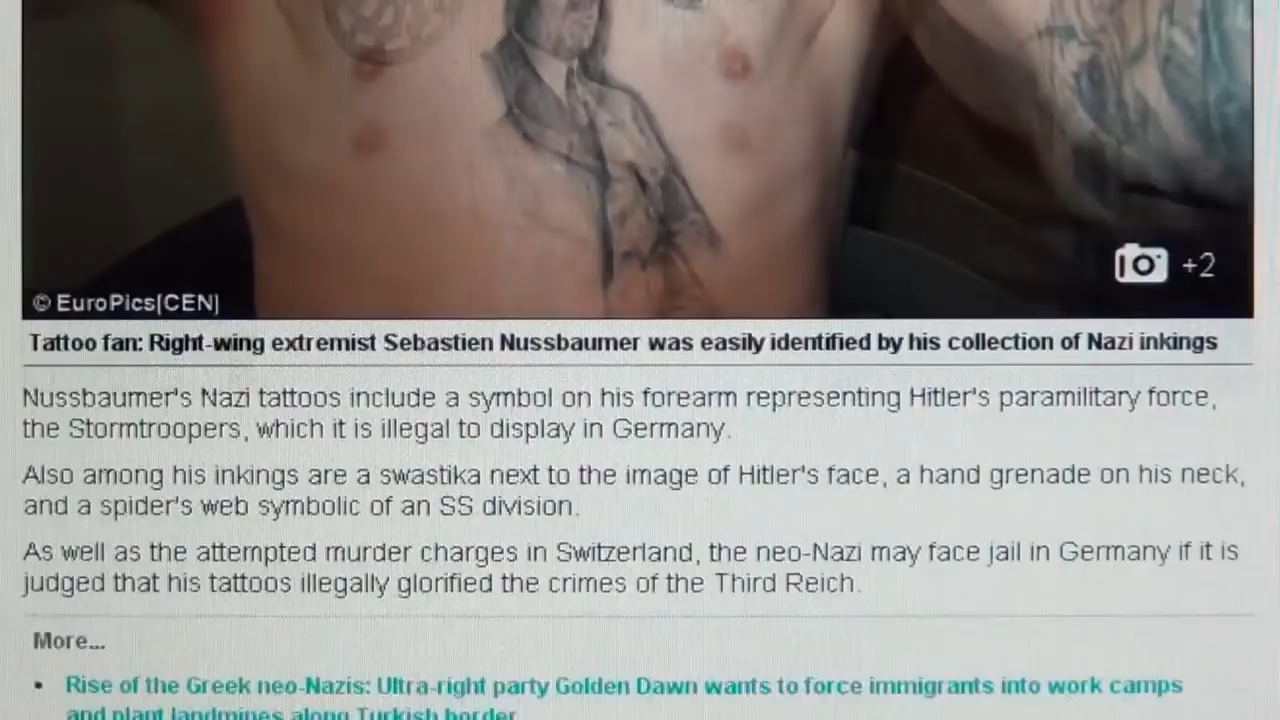 +2
© EuroPics[CEN]
Tattoo fan: Right-wing extremist Sebastien Nussbaumer was easily identified by his collection of Nazi inkings
Nussbaumer's Nazi tattoos include a symbol on his forearm representing Hitler's paramilitary force,
the Stormtroopers, which it is illegal to display in Germany.
Also among his inkings are a swastika next to the image of Hitler's face, a hand grenade on his neck,
and a spider's web symbolic of an SS division.
As well as the attempted murder charges in Switzerland, the neo-Nazi may face jail in Germany if it is
judged that his tattoos illegally glorified the crimes of the Third Reich.
More...
• Rise of the Greek neo-Nazis: Ultra-right party Golden Dawn wants to force immigrants into work camps
and plant landmines along Turkish border